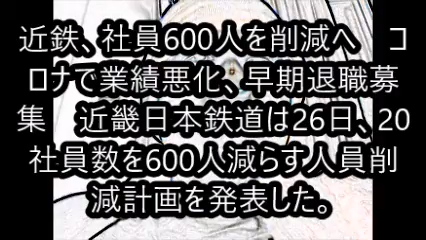 近鉄、社員600人を削減へ　コ
ロナで業績悪化、早期退職募
集　近畿日本鉄道は26日、20
社員数を600人減らす人員削
減計画を発表した。